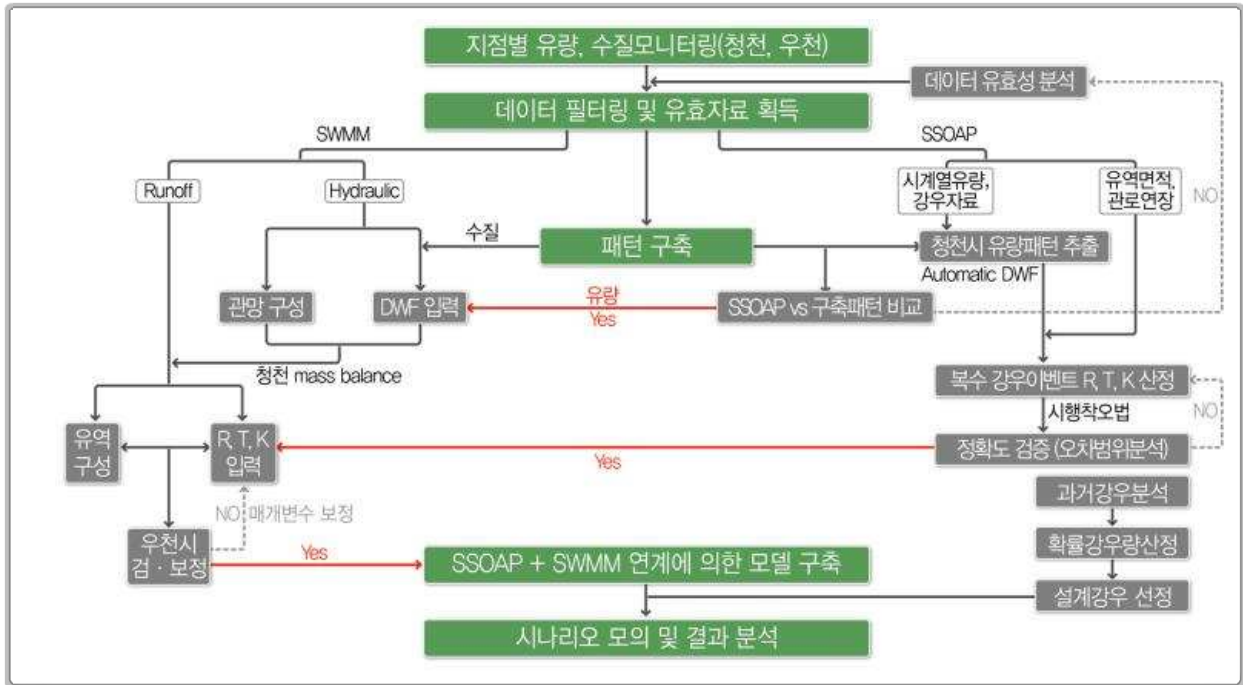 지점별 유량, 수질모니터링(청천, 우천)
데이터 유효성 분석
데이터 필터링 및 유효자료 획득
SWMM
SSOAP
Runoff
Hydraulic
시계열유량,
강우자료
유역면적,
관로연장
NO
수질
패턴 구축
청천시 유량패턴 추출
Automatic DWF
관망 구성
DWF 입력
유량
Yes
SSOAP vs 구축패턴 비교
청천 mass balance
복수 강우이벤트 R, T, K 산정
시행착오법
NO
유역
구성
R, T, K
입력
Yes
정확도 검증 (오차범위분석)
과거강우분석
NO 매개변수 보정
우천시
검 · 보정
Yes
확률강우량산정
SSOAP + SWMM 연계에 의한 모델 구축
설계강우 선정
시나리오 모의 및 결과 분석